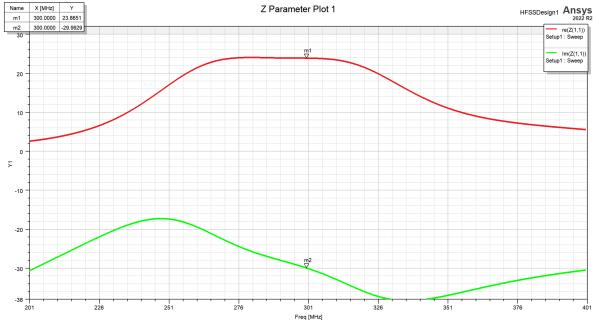 Z Parameter Plot 1
HFSSDesign1 Ansys
2022 R2
Name X [MHz] Y
m1 300.0000 23.8651
m2 300.0000 -29.9929
re(Z(1,1))
Setup1 : Sweep
im(Z(1,1))
Setup1 : Sweep
30
20
10
0
-10
-20
-30
-38
Y1
m1
m2
201 226 251 276 301 326 351 376 401
Freq [MHz]